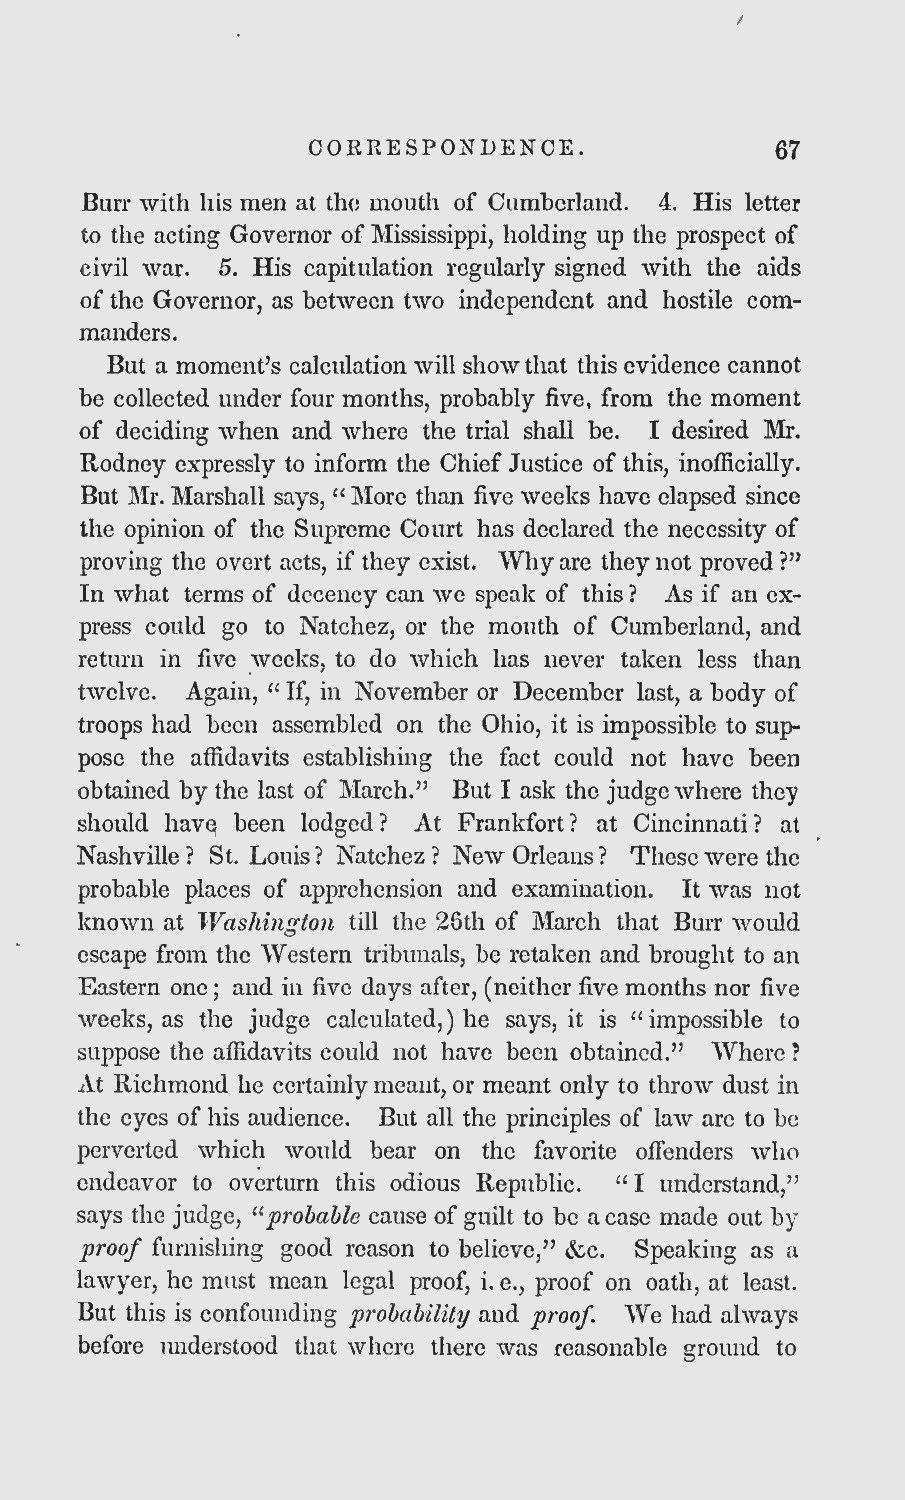 CORRESPONDENCE. 67
Burr with his men at the mouth of Cumberland. 4. His letter
to the acting Governor of Mississippi, holding up the prospect of
civil war. 5. His capitulation regularly signed with the aids
of the Governor, as between two independent and hostile com-
manders.
But a moment's calculation will show that this evidence cannot
be collected under four months, probably five, from the moment
of deciding when and where the trial shall be. I desired Mr.
Rodney expressly to inform the Chief Justice of this, inofficially.
But Mr. Marshall says, “More than five weeks have elapsed since
the opinion of the Supreme Court has declared the necessity of
proving the overt acts, if they exist. Why are they not proved?”
In what terms of decency can we speak of this? As if an ex-
press could go to Natchez, or the mouth of Cumberland, and
return in five weeks, to do which has never taken less than
twelve. Again, “If, in November or December last, a body of
troops had been assembled on the Ohio, it is impossible to sup-
pose the affidavits establishing the fact could not have been
obtained by the last of March.” But I ask the judge where they
should have been lodged? At Frankfort? at Cincinnati? at
Nashville? St. Louis? Natchez? New Orleans? These were the
probable places of apprehension and examination. It was not
known at Washington till the 26th of March that Burr would
escape from the Western tribunals, be retaken and brought to an
Eastern one; and in five days after, (neither five months nor five
weeks, as the judge calculated,) he says, it is “impossible to
suppose the affidavits could not have been obtained.” Where?
At Richmond he certainly meant, or meant only to throw dust in
the eyes of his audience. But all the principles of law are to be
perverted which would bear on the favorite offenders who
endeavor to overturn this odious Republic. “I understand,”
says the judge, “probable cause of guilt to be a case made out by
proof furnishing good reason to believe,” &c. Speaking as a
lawyer, he must mean legal proof, i. e., proof on oath, at least.
But this is confounding probability and proof. We had always
before understood that where there was reasonable ground to